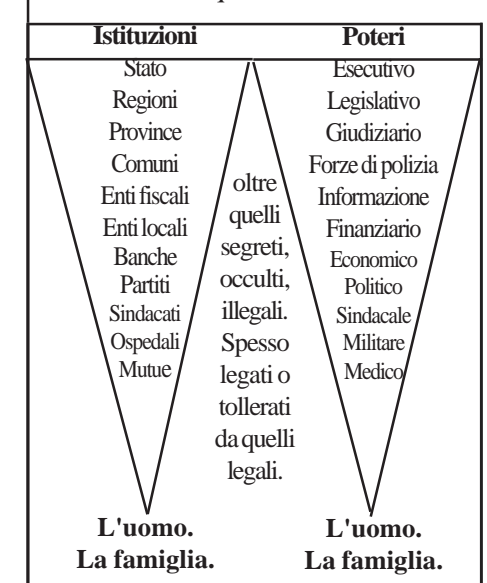 Istituzioni
Stato
Regioni
Province
Comuni
Enti fiscali
Enti locali
Banche
Partiti
Sindacati
Ospedali
Mutue
L'uomo.
La famiglia.
oltre
quelli
segreti,
occulti,
illegali.
Spesso
legati o
tollerati
da quelli
legali.
Poteri
Esecutivo
Legislativo
Giudiziario
Forze di polizia
Informazione
Finanziario
Economico
Politico
Sindacale
Militare
Medico
L'uomo.
La famiglia.